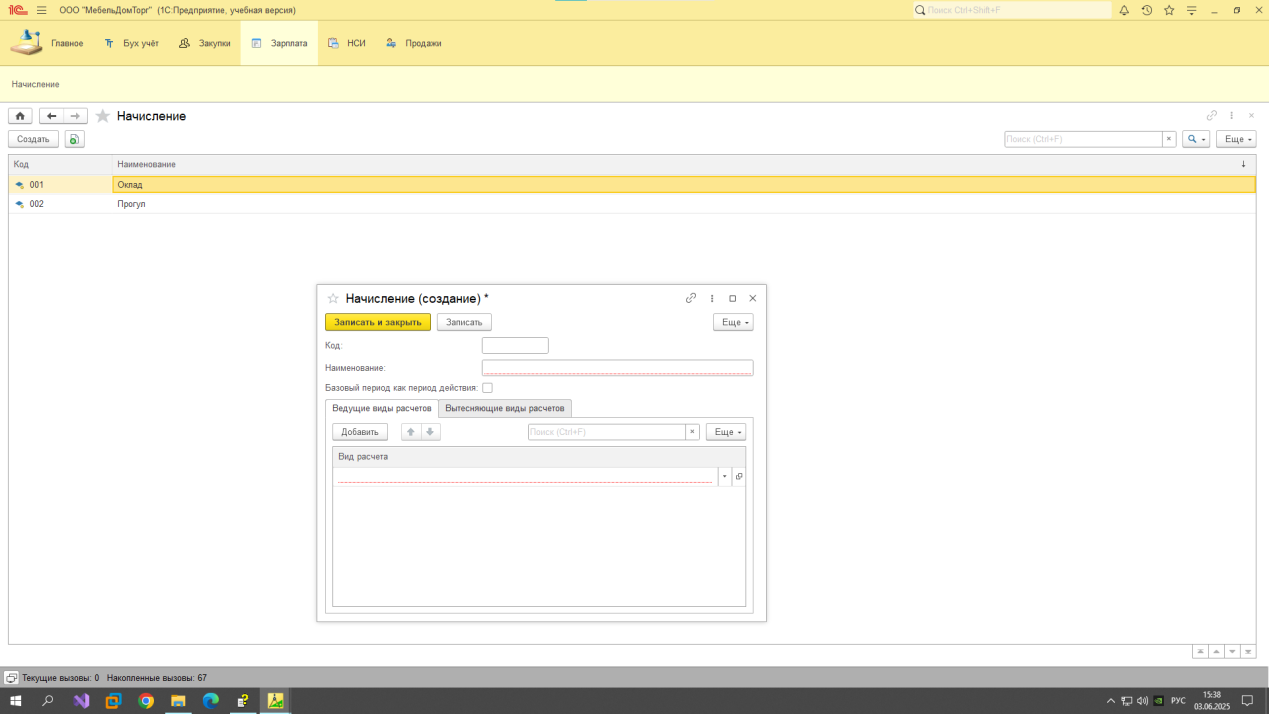 ООО "МебельДомТорг" (1С:Предприятие, учебная версия)
Поиск Ctrl+Shift+F
Главное Бух учёт Закупки Зарплата НСИ Продажи
Начисление
Начисление
Создать Поиск (Ctrl+F) Еще
Код Наименование
001 Оклад
002 Прогул
Начисление (создание) *
Записать и закрыть Записать Еще
Код:
Наименование:
Базовый период как период действия:
Ведущие виды расчетов Вытесняющие виды расчетов
Добавить Поиск (Ctrl+F) Еще
Вид расчета
Текущие вызовы: 0 Накопленные вызовы: 67
РУС 15:38
03.06.2025